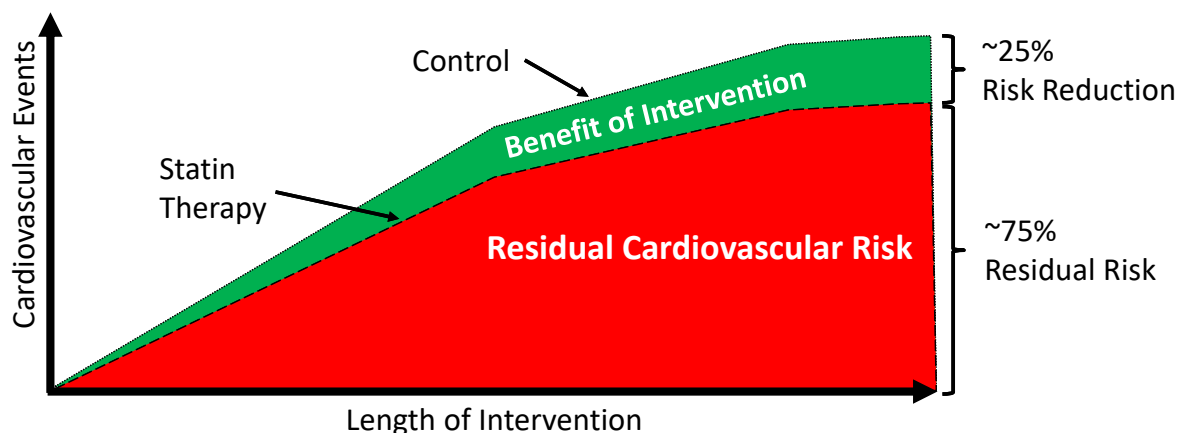 Cardiovascular Events
Control
Statin
Therapy
Benefit of Intervention
Residual Cardiovascular Risk
~25%
Risk Reduction
~75%
Residual Risk
Length of Intervention